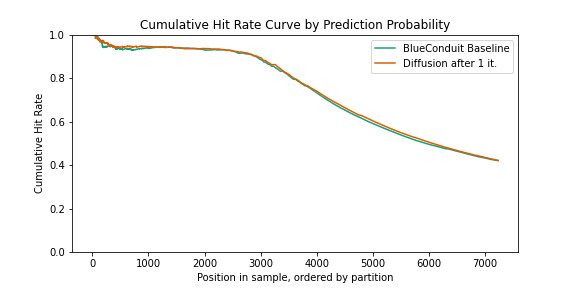 Cumulative Hit Rate Curve by Prediction Probability
BlueConduit Baseline
Diffusion after 1 it.
Cumulative Hit Rate
1.0
0.8
0.6
0.4
0.2
0.0
0 1000 2000 3000 4000 5000 6000 7000
Position in sample, ordered by partition